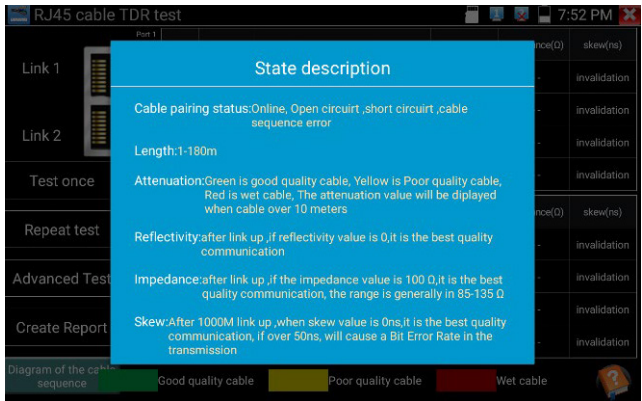 RJ45 cable TDR test
7:52 PM
Port 1
nce(Ω) skew(ns)
Link 1
- invalidation
- invalidation
Link 2
- invalidation
- invalidation
Test once
nce(Ω) skew(ns)
Repeat test
- invalidation
Advanced Test
- invalidation
- invalidation
Create Report
- invalidation
State description
Cable pairing status:Online, Open circuirt ,short circuirt ,cable
sequence error
Length:1-180m
Attenuation:Green is good quality cable, Yellow is Poor quality cable,
Red is wet cable, The attenuation value will be diplayed
when cable over 10 meters
Reflectivity:after link up ,if reflectivity value is 0,it is the best quality
communication
Impedance:after link up ,if the impedance value is 100 Ω,it is the best
quality communication, the range is generally in 85-135 Ω
Skew:After 1000M link up ,when skew value is 0ns,it is the best quality
communication, if over 50ns, will cause a Bit Error Rate in the
transmission
Diagram of the cable
sequence
Good quality cable
Poor quality cable
Wet cable